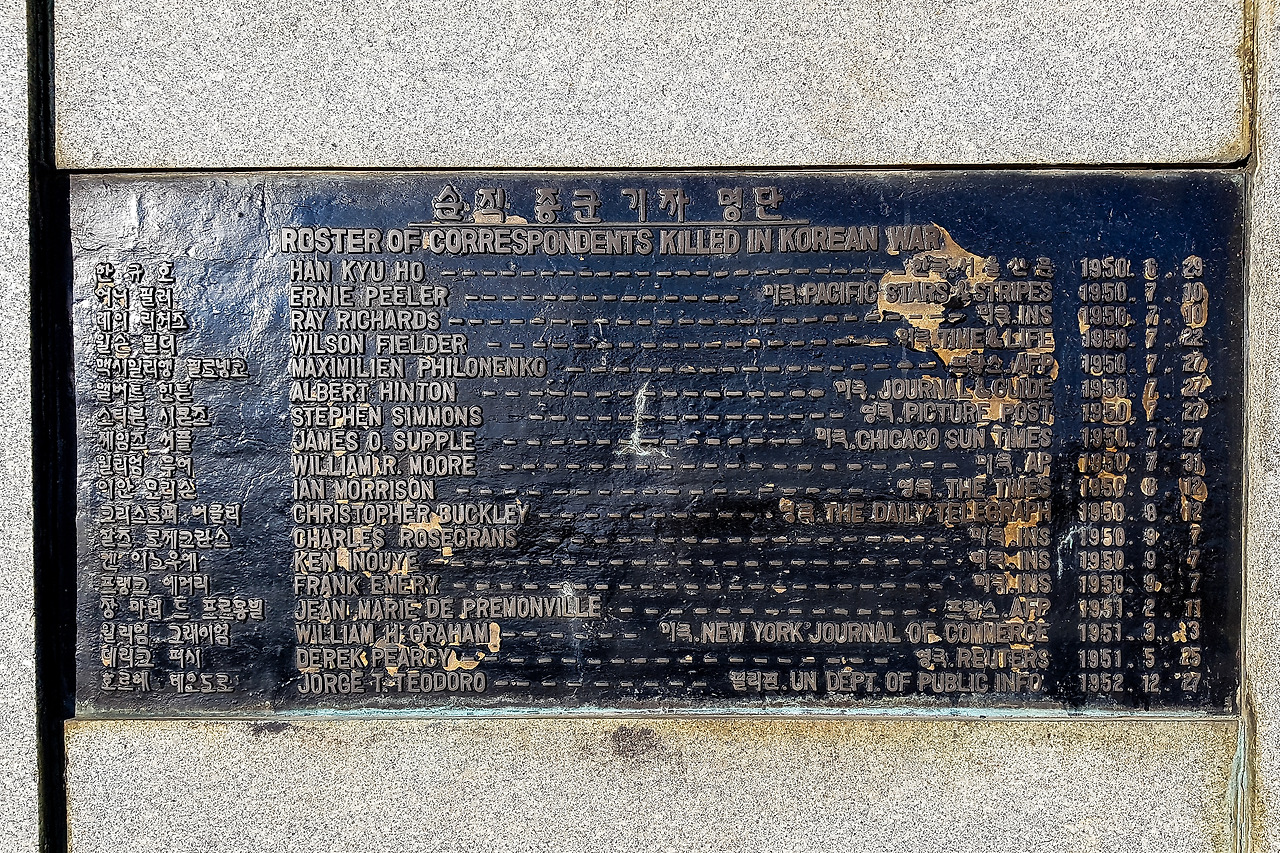 순직 종군 기자 명단
ROSTER OF CORRESPONDENTS KILLED IN KOREAN WAR
한규호 HAN KYU HO 1950. 29
어니 필러 ERNIE PEELER 미국.PACIFIC STARS & STRIPES 1950. 7. 10
레이 리처즈 RAY RICHARDS 미국.INS 1950. 7. 10
윌슨 필더 WILSON FIELDER TIME & LIFE 1950. 7. 22
맥시밀리앵 필로넹코 MAXIMILIEN PHILONENKO 프랑스.AFP 1950. 7. 27
앨버트 힌튼 ALBERT HINTON 미국.JOURNAL & GUIDE 1950. 7. 27
스티븐 시몬즈 STEPHEN SIMMONS 영국.PICTURE POST 1950. 7. 27
제임즈 서플 JAMES O. SUPPLE 미국.CHICAGO SUN TIMES 1950. 7. 27
윌리엄 무어 WILLIAM R. MOORE 미국.AP 1950. 7. 31
이안 모리슨 IAN MORRISON 영국.THE TIMES 1950. 8. 12
크리스토퍼 버클리 CHRISTOPHER BUCKLEY 영국.THE DAILY TELEGRAPH 1950. 8. 12
찰즈 로제크란스 CHARLES ROSECRANS 미국.INS 1950. 9. 7
켄 이노우에 KEN INOUYE 미국.INS 1950. 9. 7
프랭크 에머리 FRANK EMERY 미국.INS 1950. 9. 7
장 마리 드 프로몽빌 JEAN MARIE DE PREMONVILLE 프랑스.AFP 1951. 2. 11
윌리엄 그레이엄 WILLIAM H. GRAHAM 미국.NEW YORK JOURNAL OF COMMERCE 1951. 3. 13
데리크 퍼시 DEREK PEARCY 영국.REUTERS 1951. 5. 25
호르헤 테오도로 JORGE T. TEODORO 필리핀.UN DEPT. OF PUBLIC INFO. 1952. 12. 27